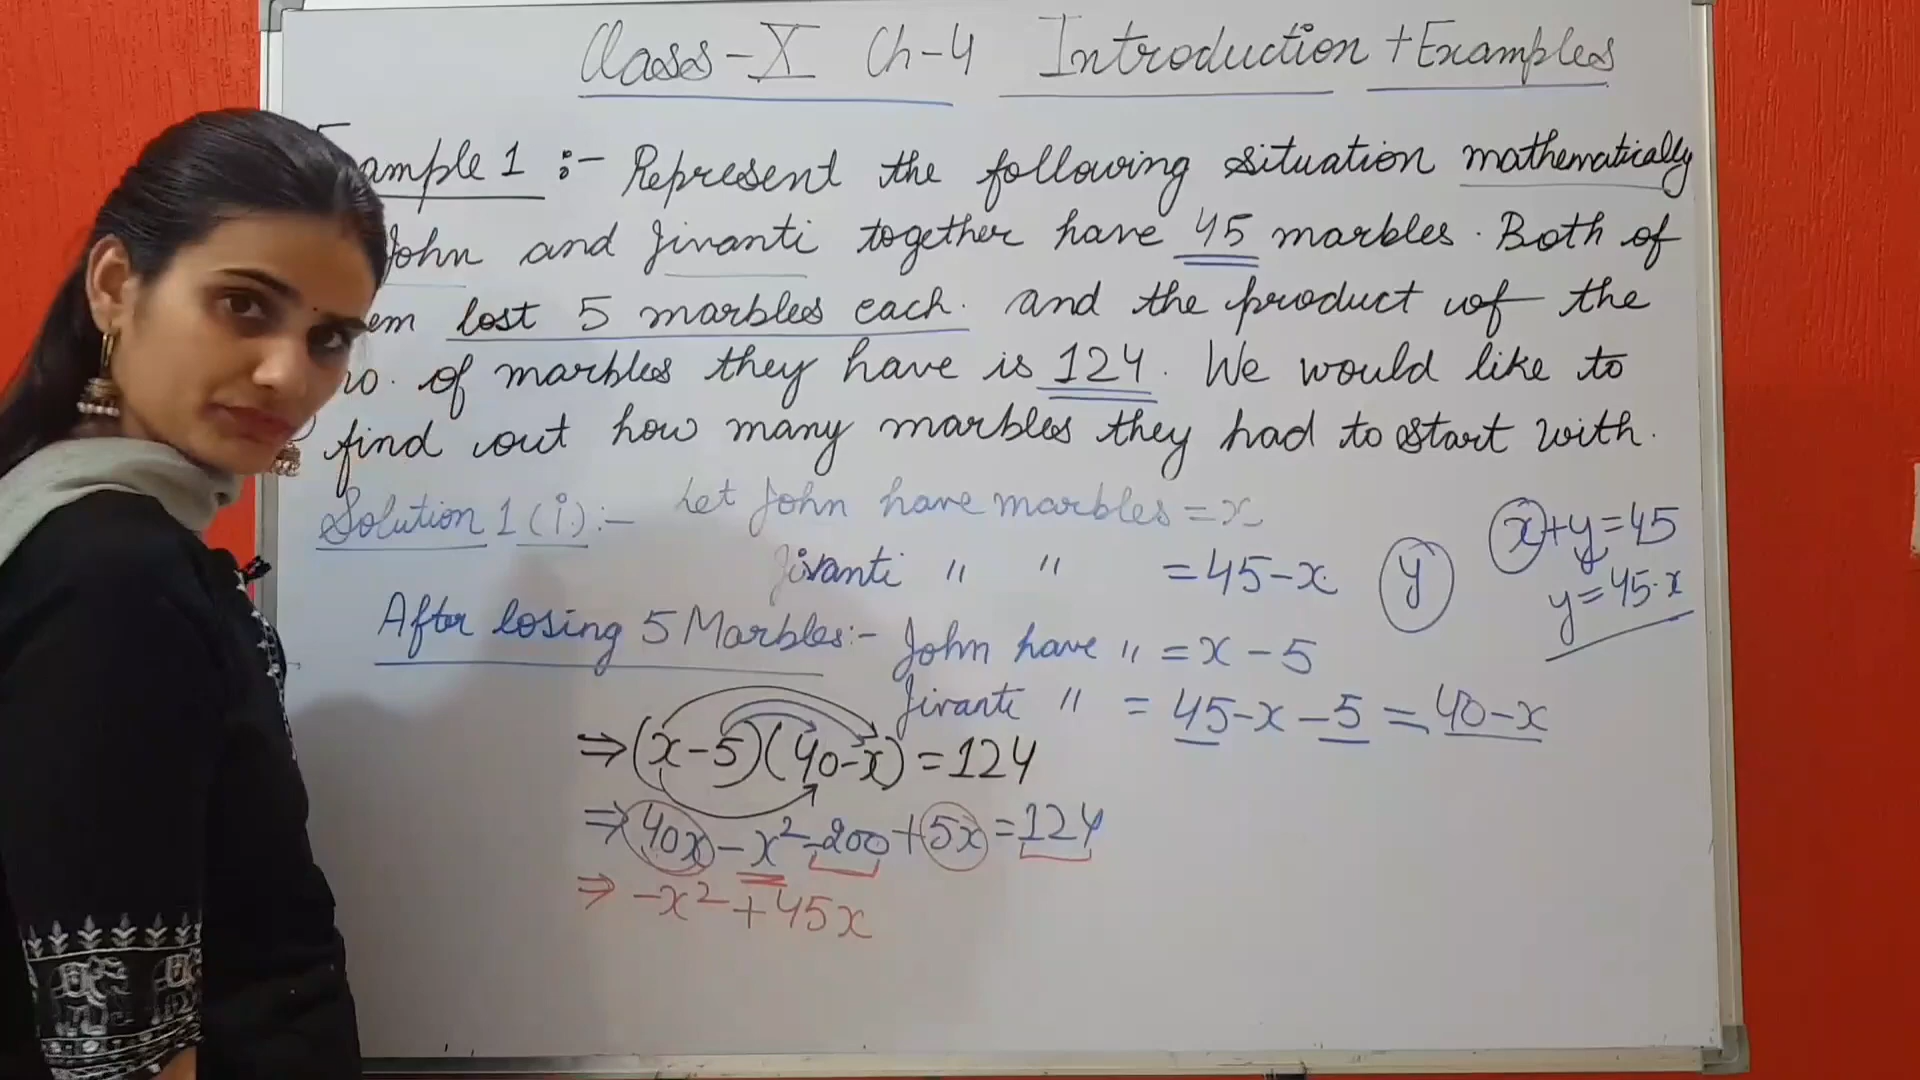 Class-X Ch-4 Introduction + Examples
ample 1 :- Represent the following situation mathematically
John and Jivanti together have 45 marbles. Both of
em lost 5 marbles each. and the product of the
no. of marbles they have is 124. We would like to
find out how many marbles they had to start with.
Solution 1 (i) :- Let John have marbles = x
Jivanti " " = 45-x
y
x+y=45
y=45-x
After losing 5 Marbles:- John have " = x-5
Jivanti " = 45-x-5 = 40-x
⇒ (x-5)(40-x) = 124
⇒ 40x - x² - 200 + 5x = 124
⇒ -x² + 45x